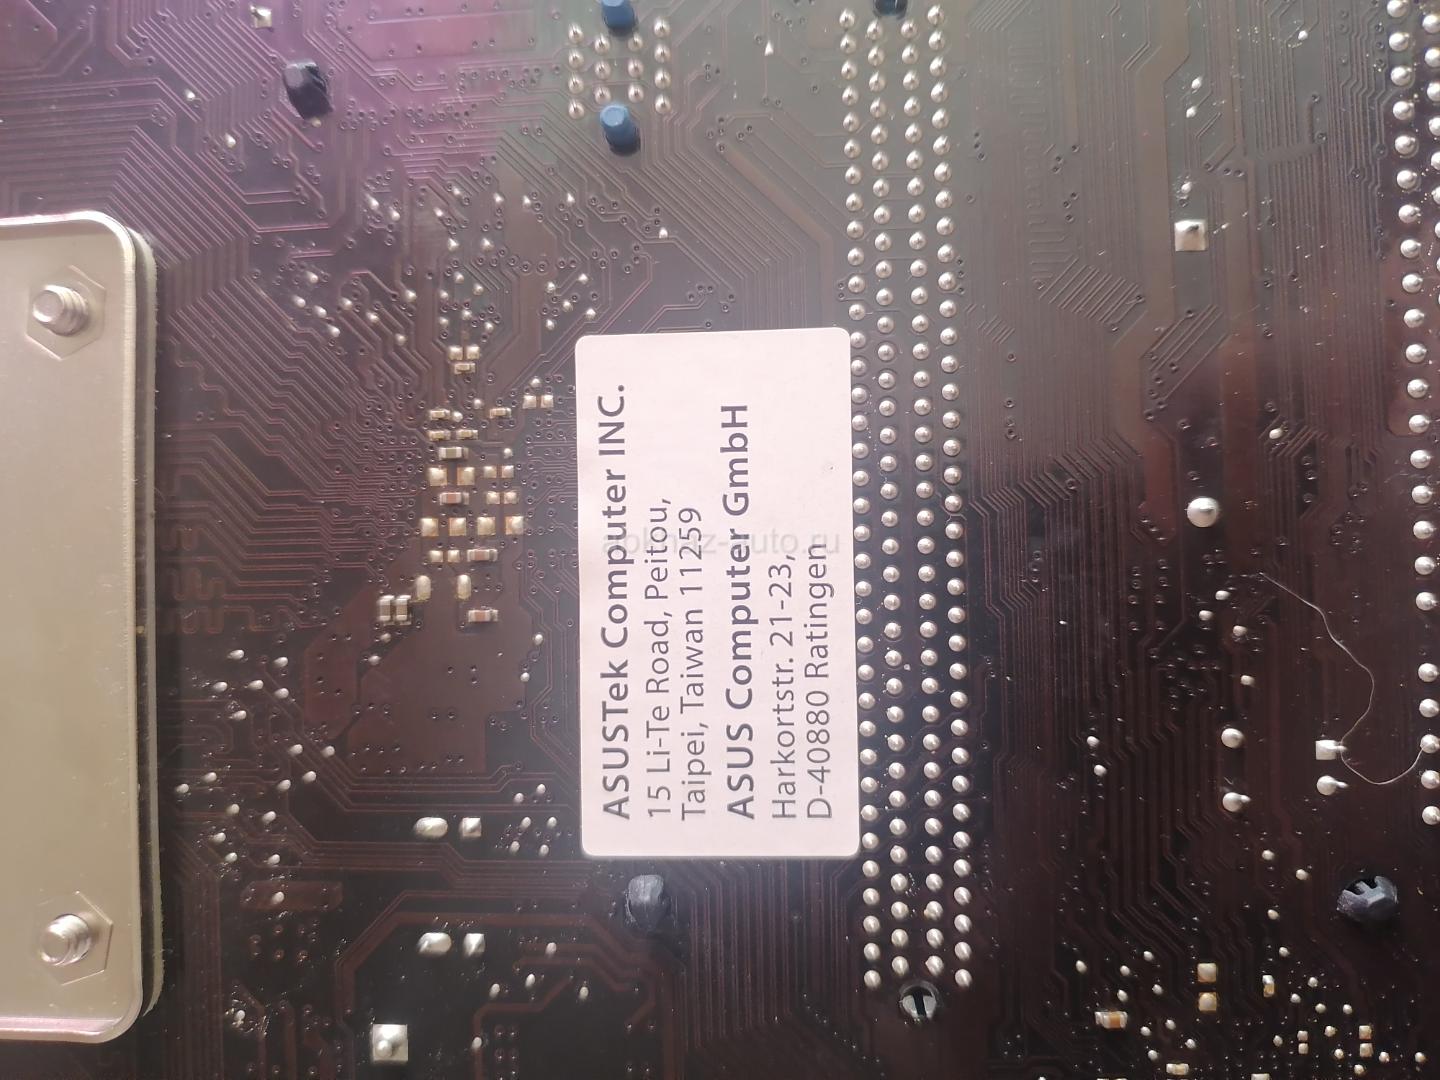 ASUSTek Computer INC.
15 Li-Te Road, Peitou,
Taipei, Taiwan 11259
ASUS Computer GmbH
Harkortstr. 21-23,
D-40880 Ratingen